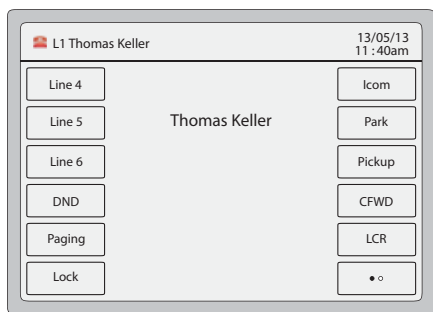 L1 Thomas Keller
13/05/13
11 :40am
Line 4
Icom
Line 5
Thomas Keller
Park
Line 6
Pickup
DND
CFWD
Paging
LCR
Lock